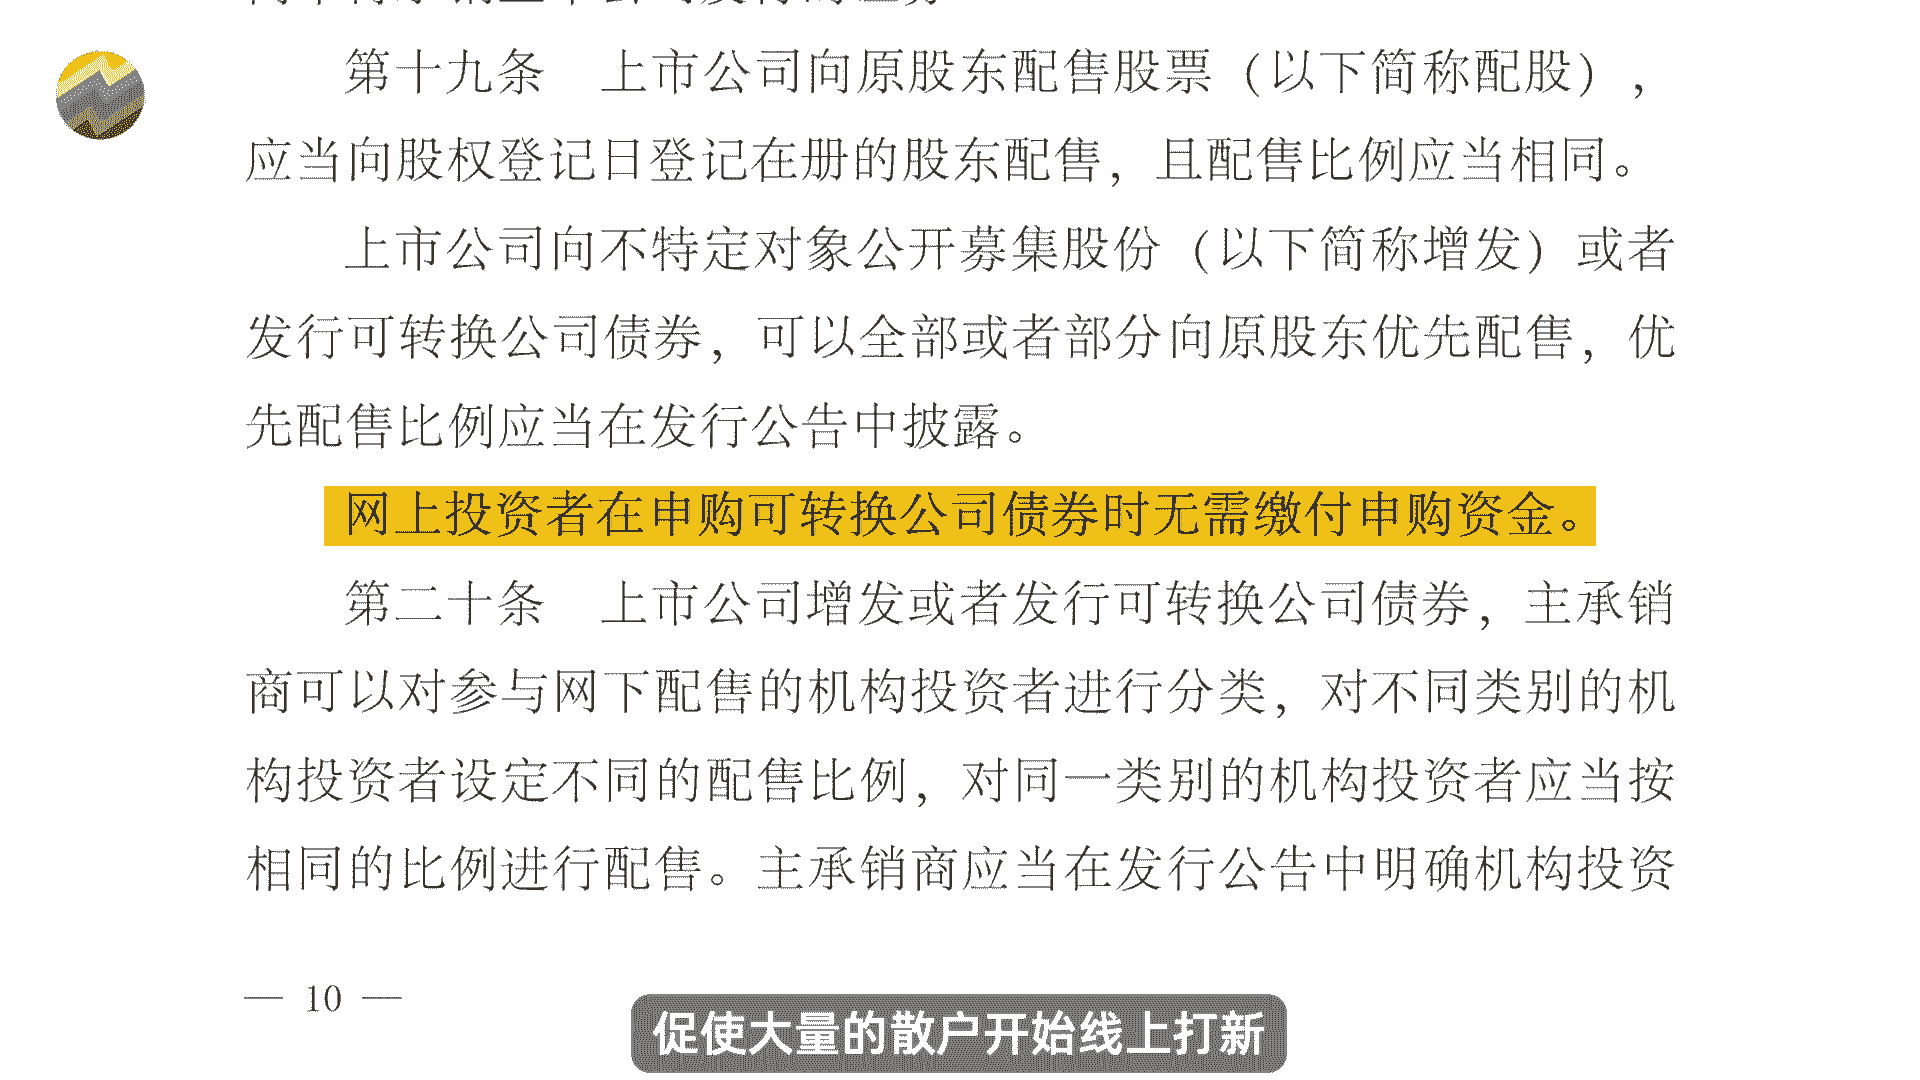 第十九条　上市公司向原股东配售股票（以下简称配股），
应当向股权登记日登记在册的股东配售，且配售比例应当相同。
上市公司向不特定对象公开募集股份（以下简称增发）或者
发行可转换公司债券，可以全部或者部分向原股东优先配售，优
先配售比例应当在发行公告中披露。
网上投资者在申购可转换公司债券时无需缴付申购资金。
第二十条　上市公司增发或者发行可转换公司债券，主承销
商可以对参与网下配售的机构投资者进行分类，对不同类别的机
构投资者设定不同的配售比例，对同一类别的机构投资者应当按
相同的比例进行配售。主承销商应当在发行公告中明确机构投资
— 10 —
促使大量的散户开始线上打新